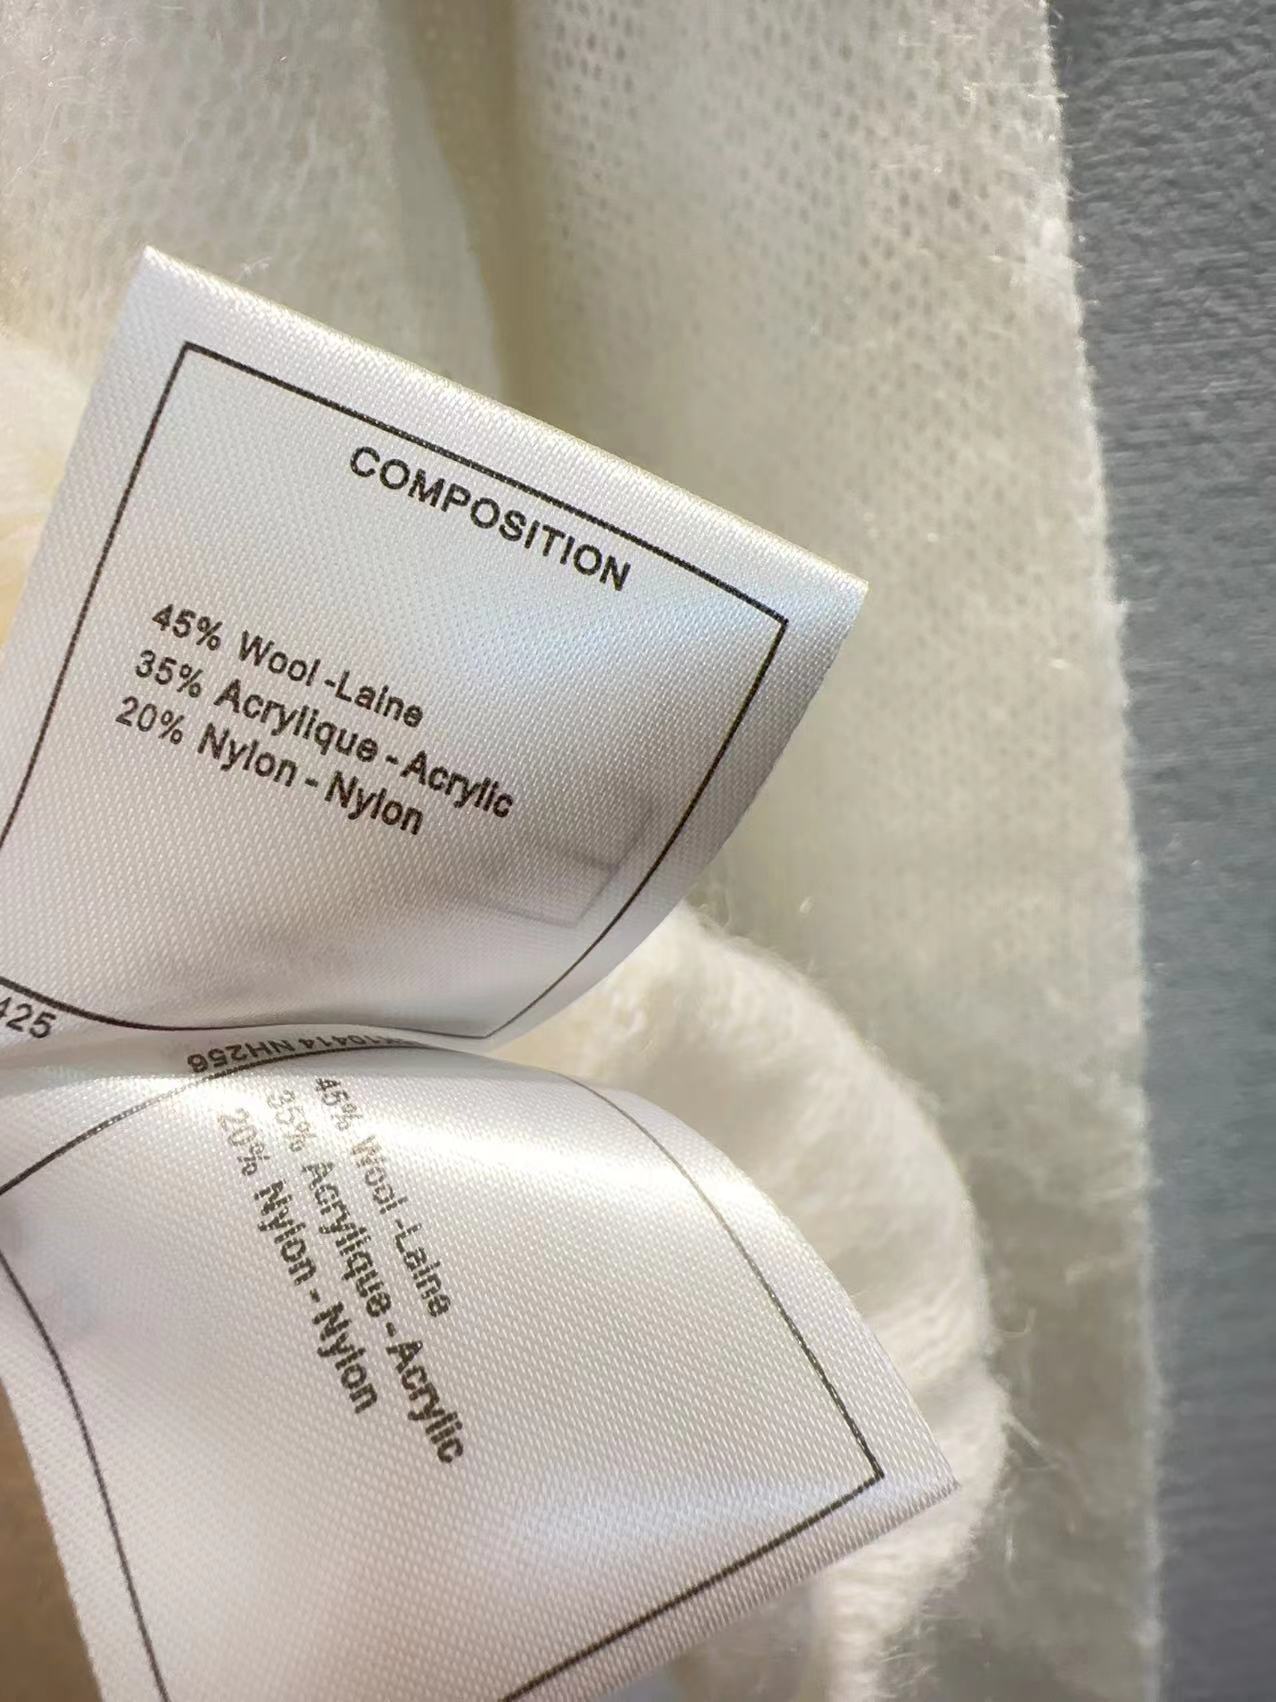 COMPOSITION
45% Wool-Laine
35% Acrylique - Acrylic
20% Nylon - Nylon
425
10414 NH256
45% Wool-Laine
35% Acrylique - Acrylic
20% Nylon - Nylon